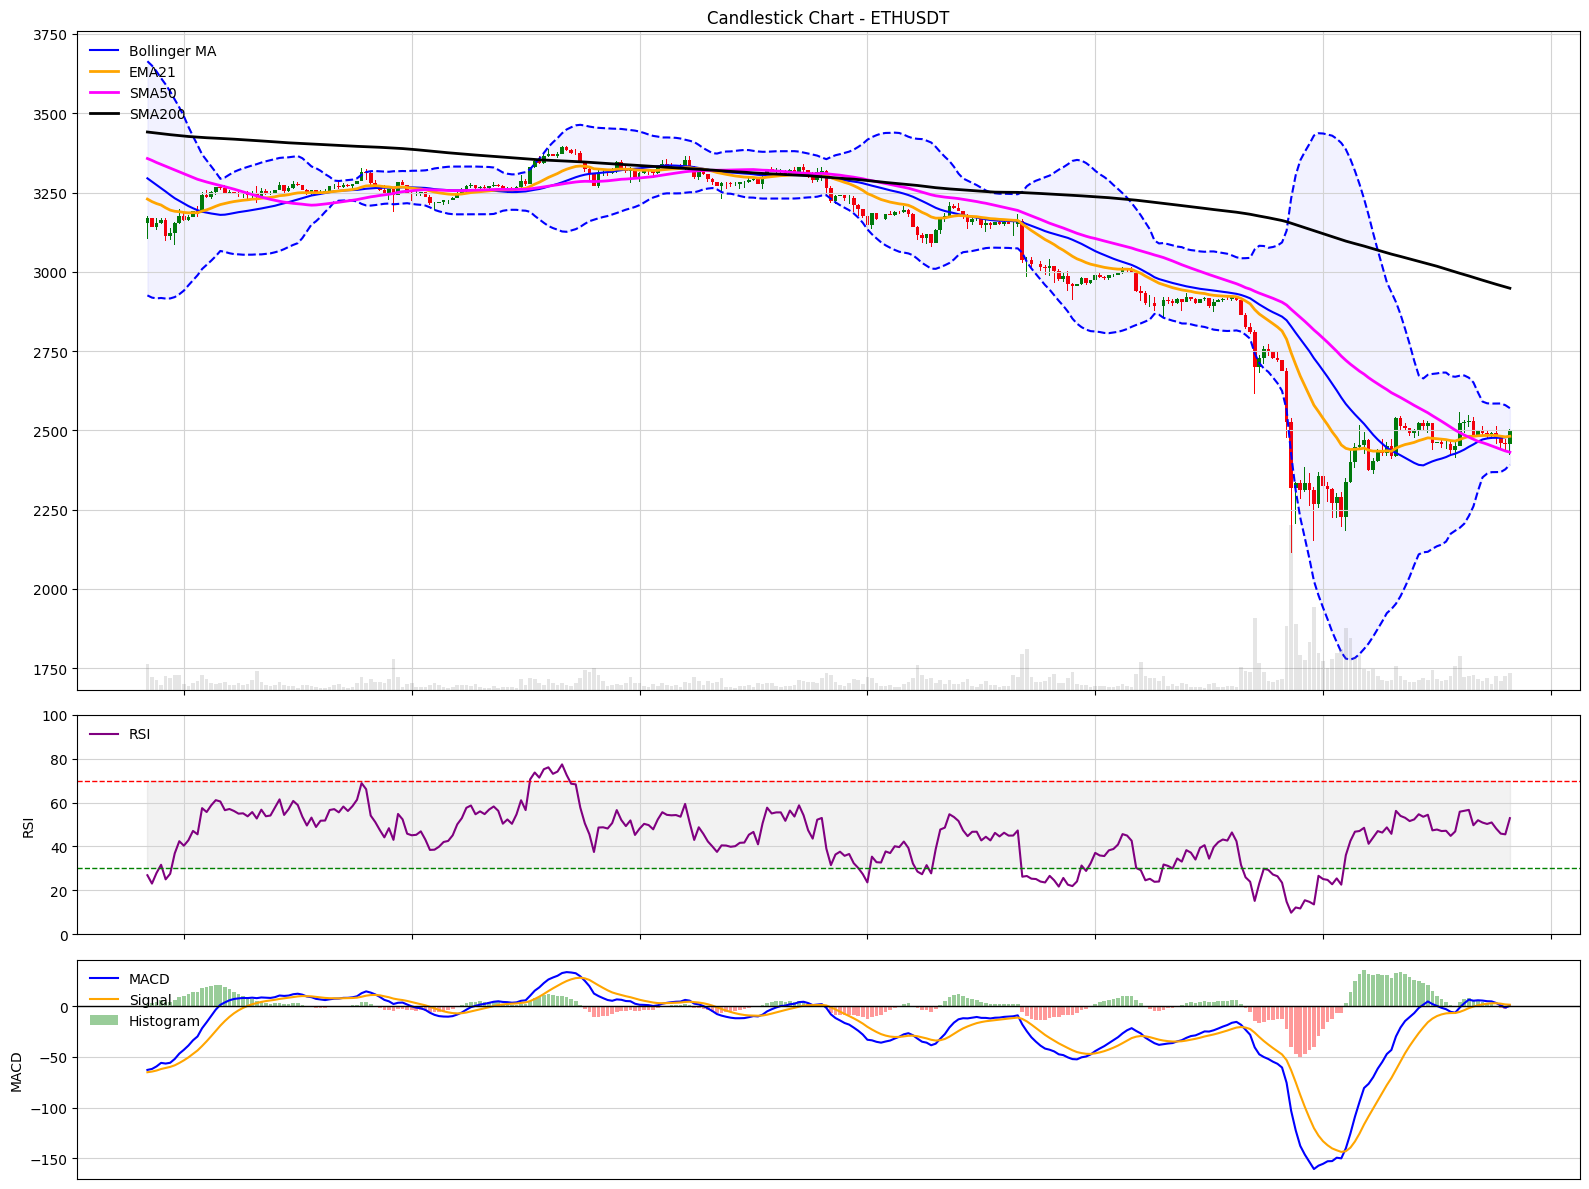 Candlestick Chart - ETHUSDT
3750
3500
3250
3000
2750
2500
2250
2000
1750
Bollinger MA
EMA21
SMA50
SMA200
100
80
60
40
20
0
RSI
RSI
0
−50
−100
−150
MACD
MACD
Signal
Histogram